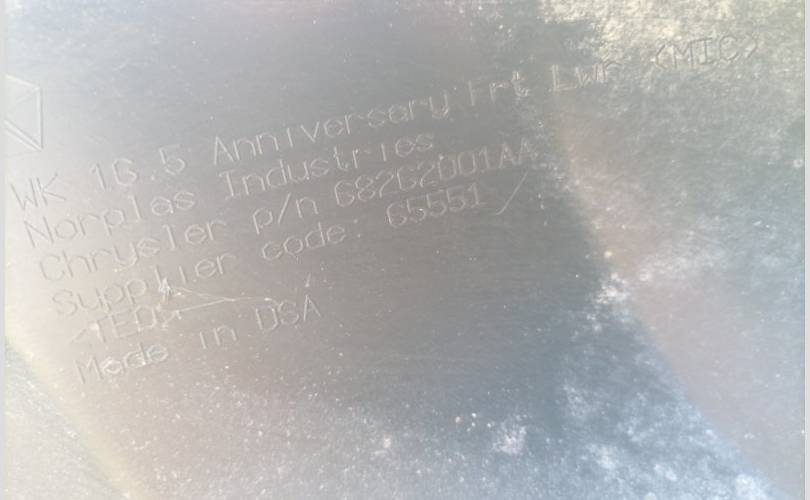 WK 16.5 Anniversary Frt Lwr (MIC)
Norplas Industries
Chrysler p/n 68262001AA
Supplier code: 65551
Made in USA